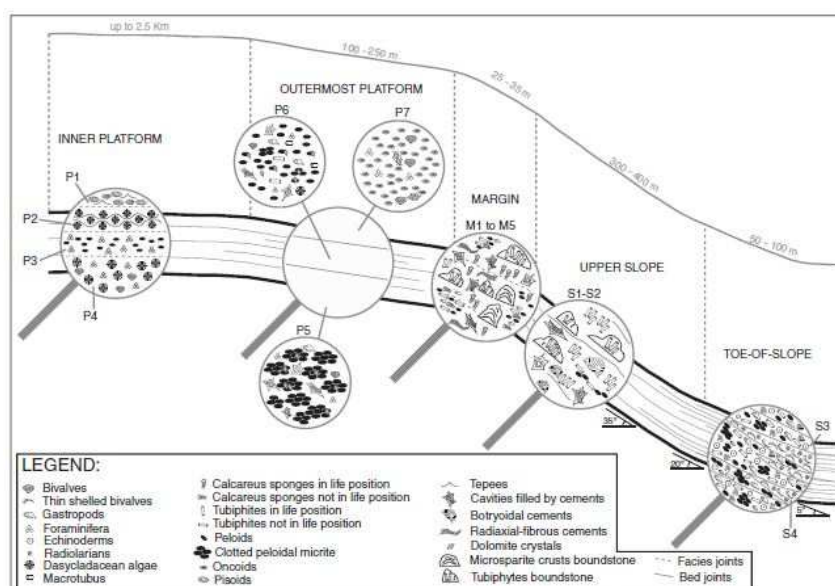 up to 2.5 Km
100 - 250 m
25 - 35 m
300 - 400 m
50 - 100 m
OUTERMOST PLATFORM
P6
P7
INNER PLATFORM
P1
P2
P3
P4
P5
MARGIN
M1 to M5
UPPER SLOPE
S1-S2
TOE-OF-SLOPE
S3
S4
35°
20°
5°
LEGEND:
Bivalves
Thin shelled bivalves
Gastropods
Foraminifera
Echinoderms
Radiolarians
Dasycladacean algae
Macrotubus
Calcareus sponges in life position
Calcareus sponges not in life position
Tubiphites in life position
Tubiphites not in life position
Peloids
Clotted peloidal micrite
Oncoids
Pisoids
Tepees
Cavities filled by cements
Botryoidal cements
Radiaxial-fibrous cements
Dolomite crystals
Microsparite crusts boundstone
Tubiphytes boundstone
Facies joints
Bed joints